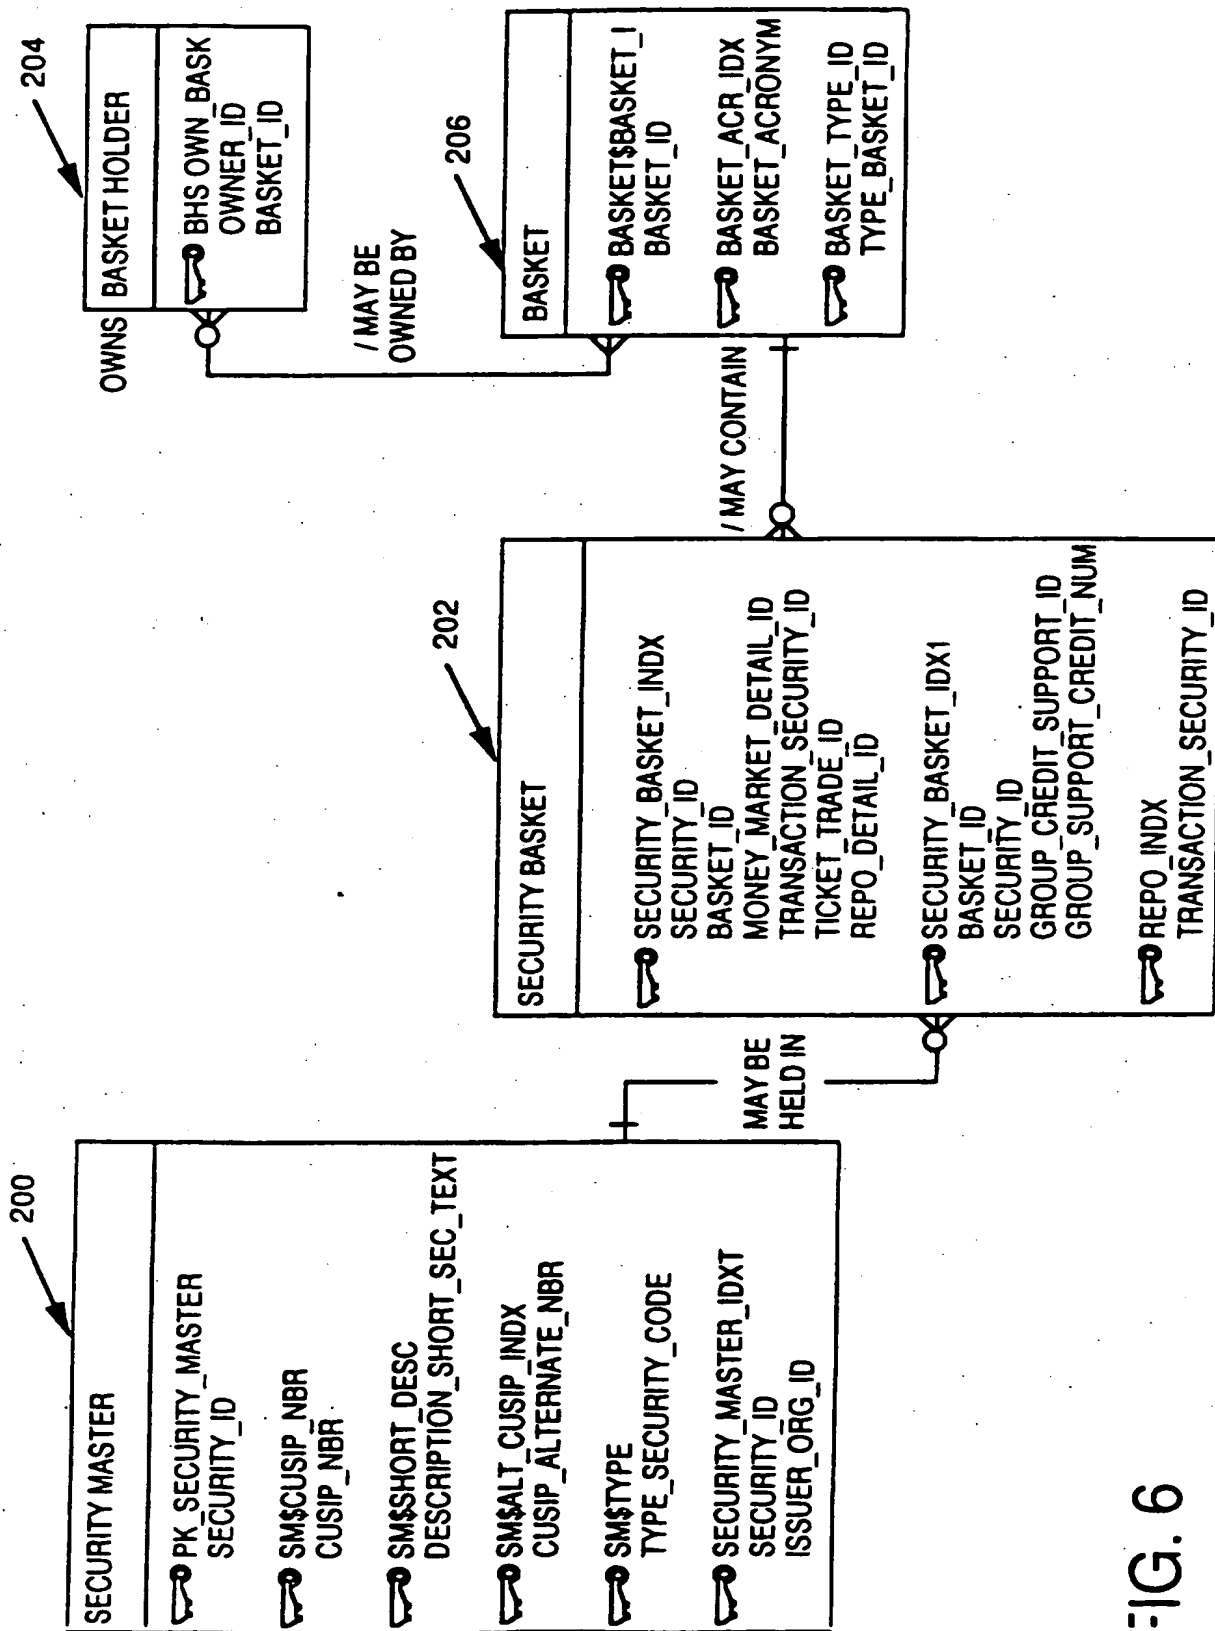 200
SECURITY MASTER
PK_SECURITY_MASTER
SECURITY_ID
SM$CUSIP_NBR
CUSIP_NBR
SM$SHORT_DESC
DESCRIPTION_SHORT_SEC_TEXT
SM$ALT_CUSIP_INDX
CUSIP_ALTERNATE_NBR
SM$TYPE
TYPE_SECURITY_CODE
SECURITY_MASTER_IDXT
SECURITY_ID
ISSUER_ORG_ID
MAY BE
HELD IN
202
SECURITY BASKET
SECURITY_BASKET_INDX
SECURITY_ID
BASKET_ID
MONEY_MARKET_DETAIL_ID
TRANSACTION_SECURITY_ID
TICKET_TRADE_ID
REPO_DETAIL_ID
SECURITY_BASKET_IDX1
BASKET_ID
SECURITY_ID
GROUP_CREDIT_SUPPORT_ID
GROUP_SUPPORT_CREDIT_NUM
REPO_INDX
TRANSACTION_SECURITY_ID
/ MAY CONTAIN
204
OWNS
BASKET HOLDER
BHS OWN_BASK
OWNER_ID
BASKET_ID
/ MAY BE
OWNED BY
206
BASKET
BASKET$BASKET_I
BASKET_ID
BASKET_ACR_IDX
BASKET_ACRONYM
BASKET_TYPE_ID
TYPE_BASKET_ID
FIG. 6